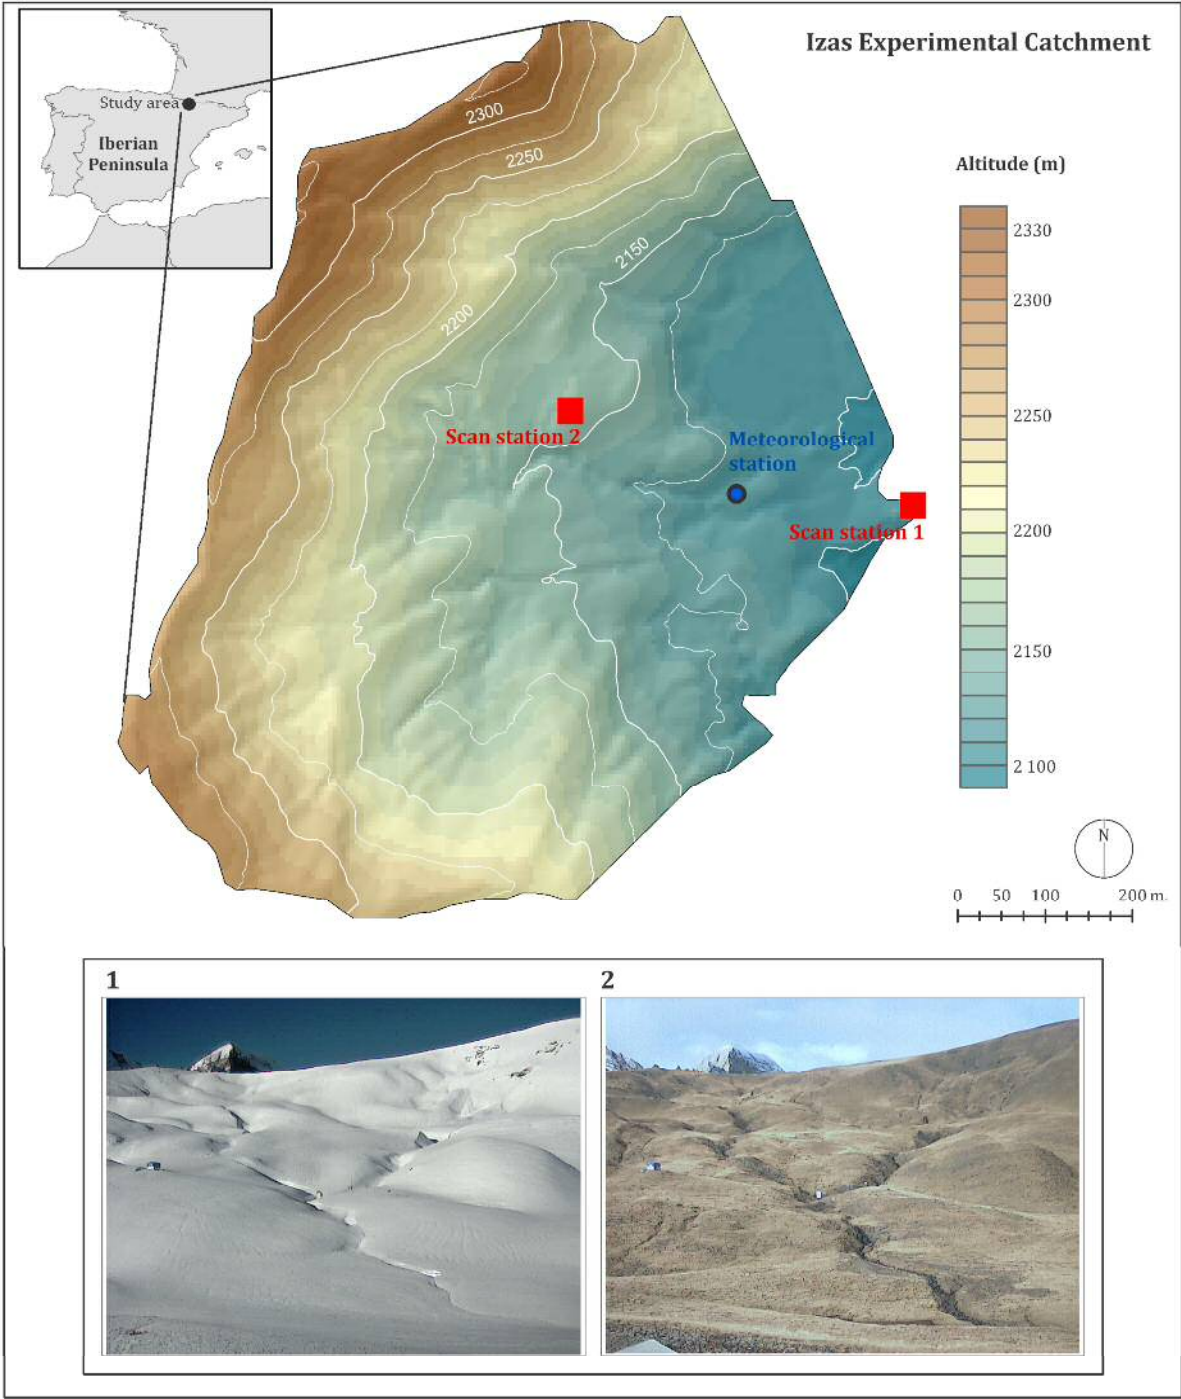 Izas Experimental Catchment
Study area
Iberian
Peninsula
2300
2250
2200
2150
Scan station 2
Meteorological
station
Scan station 1
Altitude (m)
2330
2300
2250
2200
2150
2 100
N
0 50 100 200 m.
1
2